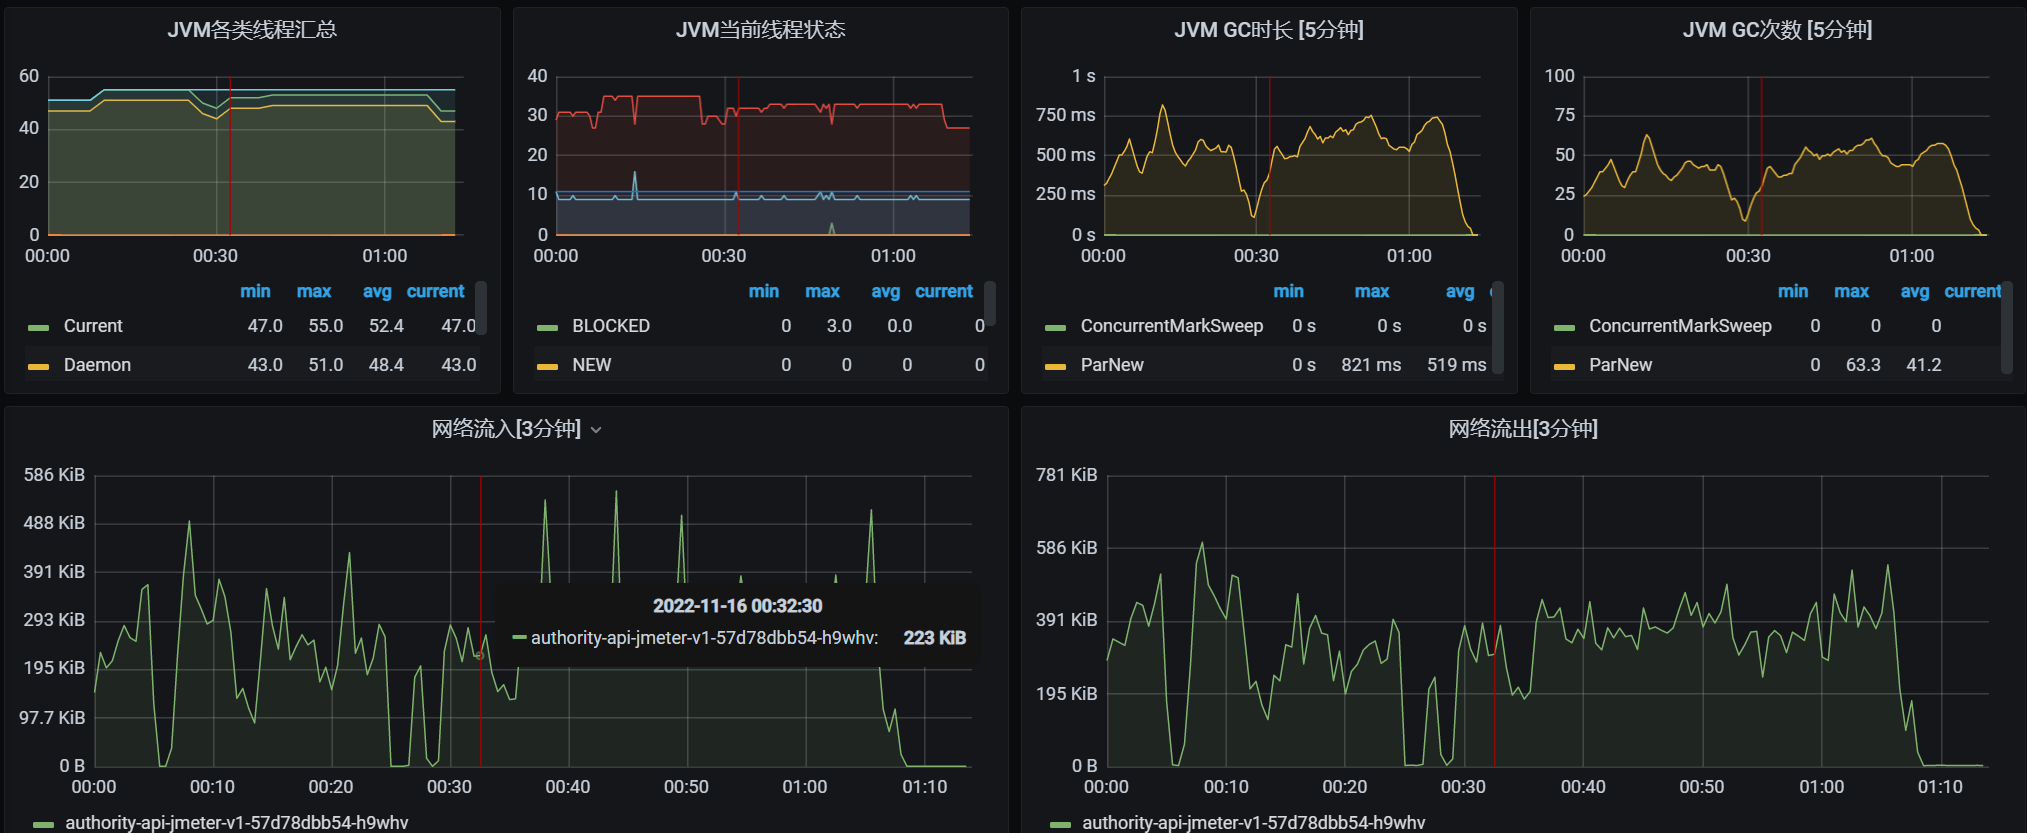 JVM各类线程汇总
60
40
20
0
00:00 00:30 01:00
min max avg current
Current 47.0 55.0 52.4 47.0
Daemon 43.0 51.0 48.4 43.0
JVM当前线程状态
40
30
20
10
0
00:00 00:30 01:00
min max avg current
BLOCKED 0 3.0 0.0 0
NEW 0 0 0 0
JVM GC时长 [5分钟]
1 s
750 ms
500 ms
250 ms
0 s
00:00 00:30 01:00
min max avg
ConcurrentMarkSweep 0 s 0 s 0 s
ParNew 0 s 821 ms 519 ms
JVM GC次数 [5分钟]
100
75
50
25
0
00:00 00:30 01:00
min max avg current
ConcurrentMarkSweep 0 0 0
ParNew 0 63.3 41.2
网络流入[3分钟]
586 KiB
488 KiB
391 KiB
293 KiB
195 KiB
97.7 KiB
0 B
00:00 00:10 00:20 00:30 00:40 00:50 01:00 01:10
2022-11-16 00:32:30
authority-api-jmeter-v1-57d78dbb54-h9whv: 223 KiB
authority-api-jmeter-v1-57d78dbb54-h9whv
网络流出[3分钟]
781 KiB
586 KiB
391 KiB
195 KiB
0 B
00:00 00:10 00:20 00:30 00:40 00:50 01:00 01:10
authority-api-jmeter-v1-57d78dbb54-h9whv